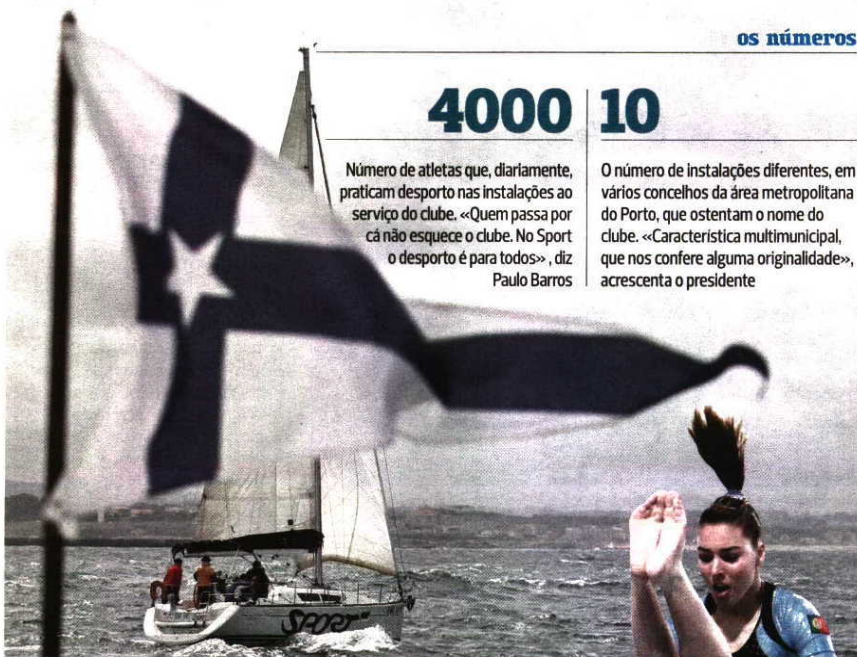 os números
4000
Número de atletas que, diariamente,
praticam desporto nas instalações ao
serviço do clube. «Quem passa por
cá não esquece o clube. No Sport
o desporto é para todos» , diz
Paulo Barros
10
O número de instalações diferentes, em
vários concelhos da área metropolitana
do Porto, que ostentam o nome do
clube. «Característica multimunicipal,
que nos confere alguma originalidade»,
acrescenta o presidente
SPORT